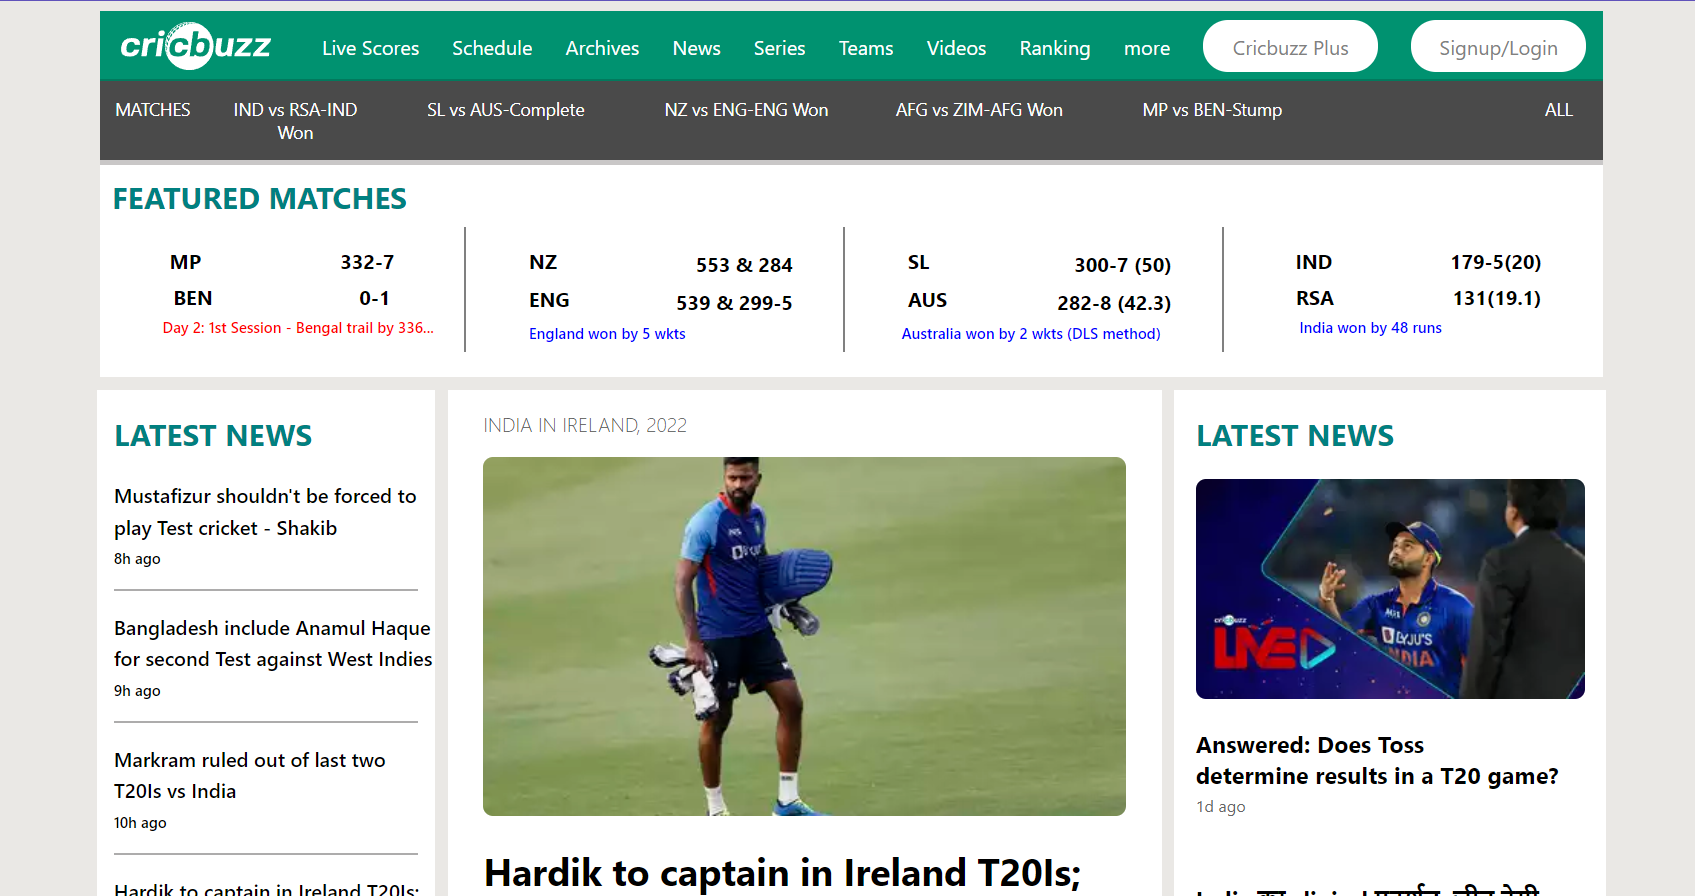 cricbuzz
Live Scores
Schedule
Archives
News
Series
Teams
Videos
Ranking
more
Cricbuzz Plus
Signup/Login
MATCHES
IND vs RSA-IND
Won
SL vs AUS-Complete
NZ vs ENG-ENG Won
AFG vs ZIM-AFG Won
MP vs BEN-Stump
ALL
FEATURED MATCHES
MP 332-7
BEN 0-1
Day 2: 1st Session - Bengal trail by 336...
NZ 553 & 284
ENG 539 & 299-5
England won by 5 wkts
SL 300-7 (50)
AUS 282-8 (42.3)
Australia won by 2 wkts (DLS method)
IND 179-5(20)
RSA 131(19.1)
India won by 48 runs
LATEST NEWS
Mustafizur shouldn't be forced to
play Test cricket - Shakib
8h ago
Bangladesh include Anamul Haque
for second Test against West Indies
9h ago
Markram ruled out of last two
T20Is vs India
10h ago
Hardik to captain in Ireland T20Is;
INDIA IN IRELAND, 2022
Hardik to captain in Ireland T20Is;
LATEST NEWS
cricbuzz
LIVE
BYJU'S
INDIA
Answered: Does Toss
determine results in a T20 game?
1d ago